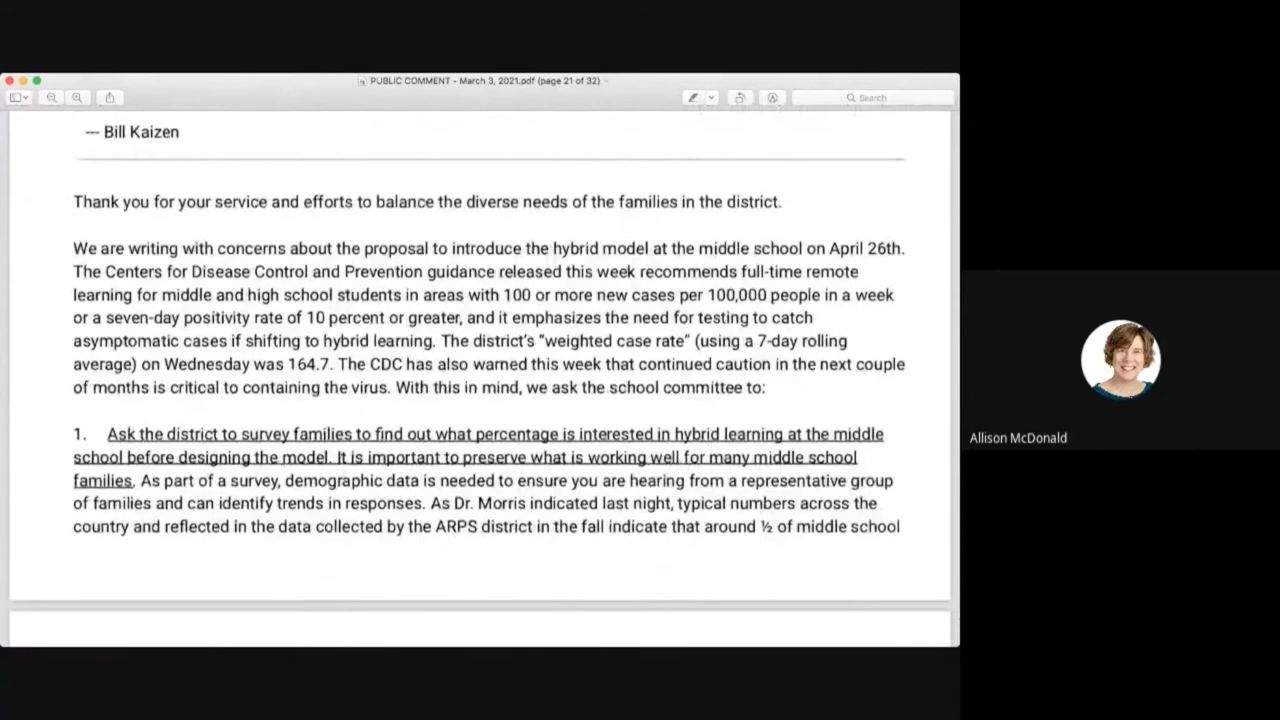 PUBLIC COMMENT - March 3, 2021.pdf (page 21 of 32)
Search
— Bill Kaizen
Thank you for your service and efforts to balance the diverse needs of the families in the district.
We are writing with concerns about the proposal to introduce the hybrid model at the middle school on April 26th.
The Centers for Disease Control and Prevention guidance released this week recommends full-time remote
learning for middle and high school students in areas with 100 or more new cases per 100,000 people in a week
or a seven-day positivity rate of 10 percent or greater, and it emphasizes the need for testing to catch
asymptomatic cases if shifting to hybrid learning. The district's "weighted case rate" (using a 7-day rolling
average) on Wednesday was 164.7. The CDC has also warned this week that continued caution in the next couple
of months is critical to containing the virus. With this in mind, we ask the school committee to:
1. Ask the district to survey families to find out what percentage is interested in hybrid learning at the middle
school before designing the model. It is important to preserve what is working well for many middle school
families. As part of a survey, demographic data is needed to ensure you are hearing from a representative group
of families and can identify trends in responses. As Dr. Morris indicated last night, typical numbers across the
country and reflected in the data collected by the ARPS district in the fall indicate that around ½ of middle school
Allison McDonald